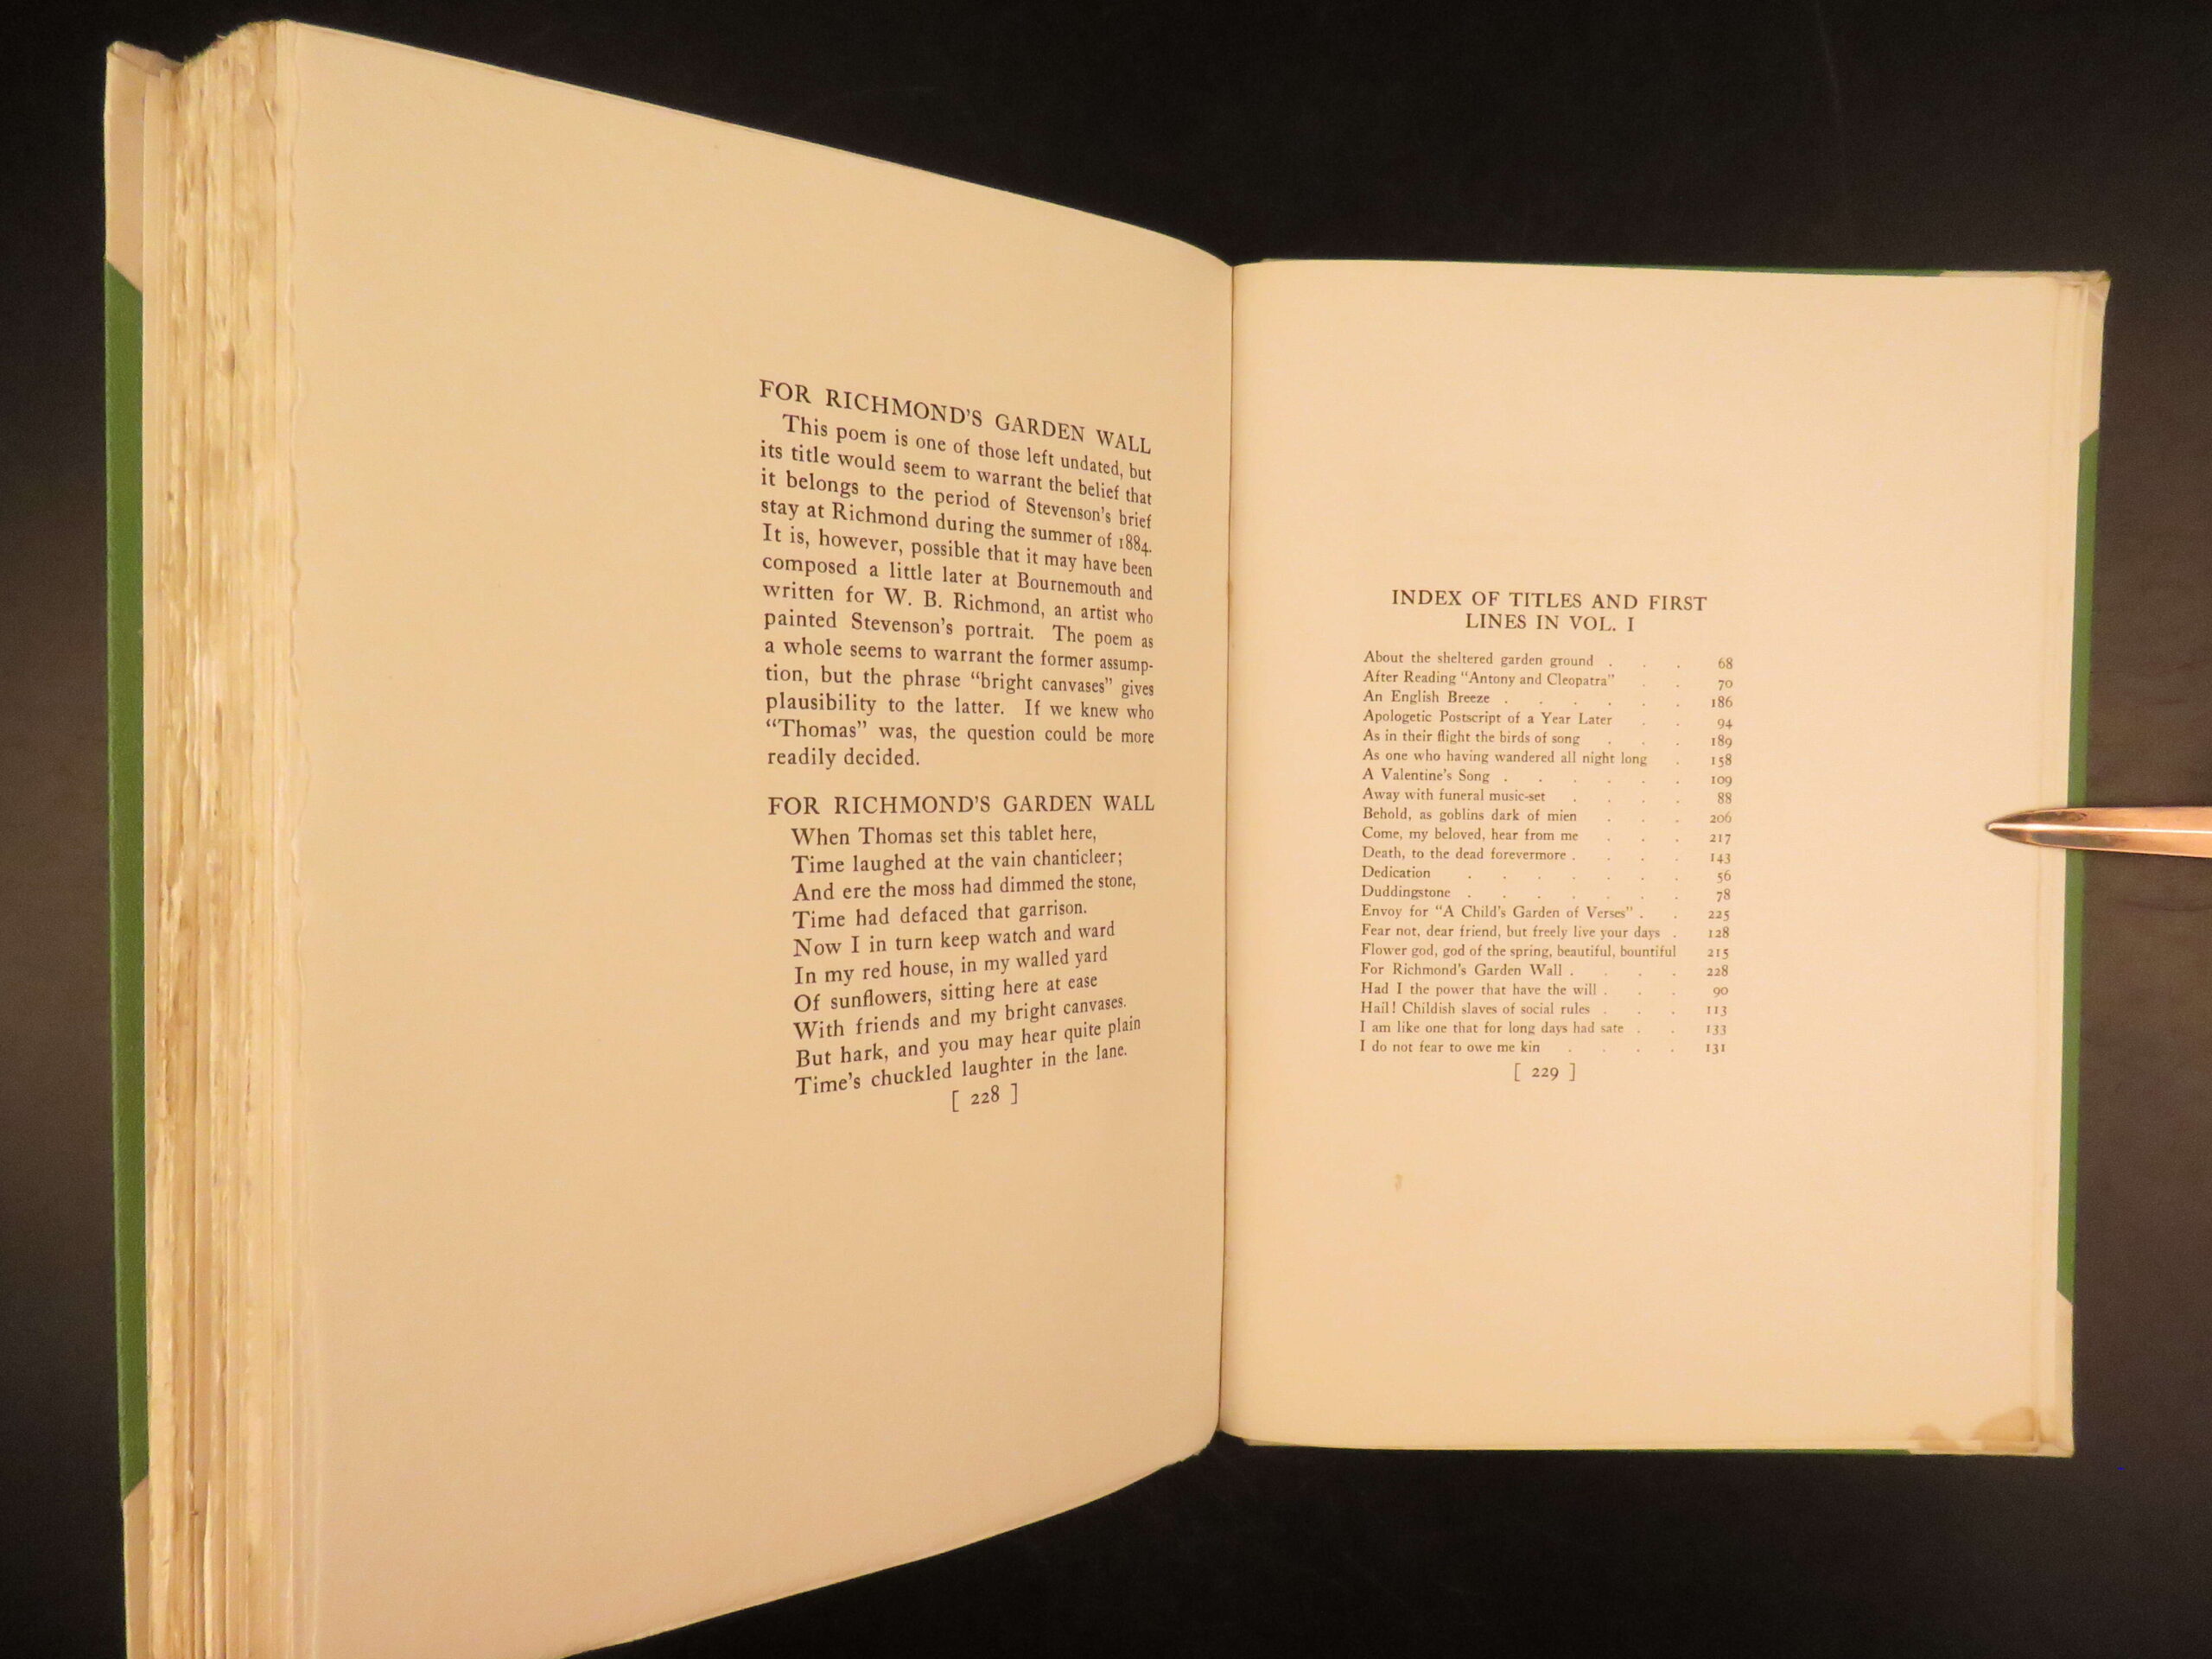 FOR RICHMOND'S GARDEN WALL
This poem is one of those left undated, but
its title would seem to warrant the belief that
it belongs to the period of Stevenson's brief
stay at Richmond during the summer of 1884.
It is, however, possible that it may have been
composed a little later at Bournemouth and
written for W. B. Richmond, an artist who
painted Stevenson's portrait. The poem as
a whole seems to warrant the former assump-
tion, but the phrase "bright canvases" gives
plausibility to the latter. If we knew who
"Thomas" was, the question could be more
readily decided.
FOR RICHMOND'S GARDEN WALL
When Thomas set this tablet here,
Time laughed at the vain chanticleer;
And ere the moss had dimmed the stone,
Time had defaced that garrison.
Now I in turn keep watch and ward
In my red house, in my walled yard
Of sunflowers, sitting here at ease
With friends and my bright canvases.
But hark, and you may hear quite plain
Time's chuckled laughter in the lane.
[ 228 ]
INDEX OF TITLES AND FIRST
LINES IN VOL. I
About the sheltered garden ground . . . 68
After Reading "Antony and Cleopatra" . . 70
An English Breeze . . . . . . 186
Apologetic Postscript of a Year Later . . 94
As in their flight the birds of song . . . 189
As one who having wandered all night long . 158
A Valentine's Song . . . . . . 109
Away with funeral music-set . . . . 88
Behold, as goblins dark of mien . . . 206
Come, my beloved, hear from me . . . 217
Death, to the dead forevermore . . . . 143
Dedication . . . . . . . 56
Duddingstone . . . . . . . 78
Envoy for "A Child's Garden of Verses" . . 225
Fear not, dear friend, but freely live your days . 128
Flower god, god of the spring, beautiful, bountiful 215
For Richmond's Garden Wall . . . . 228
Had I the power that have the will . . . 90
Hail! Childish slaves of social rules . . . 113
I am like one that for long days had sate . . 133
I do not fear to owe me kin . . . . 131
[ 229 ]